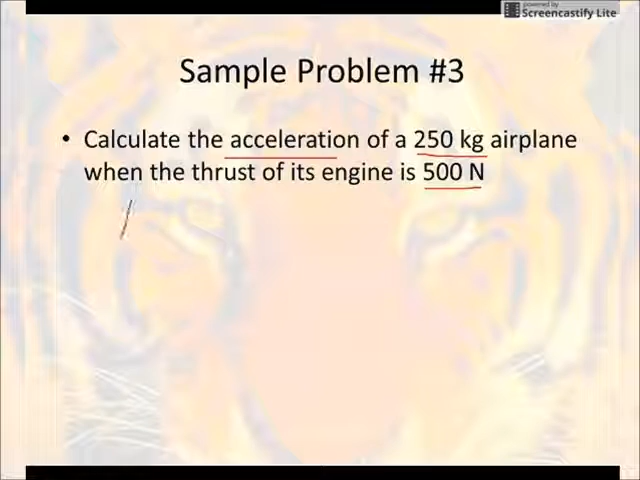 powered by
Screencastify Lite
Sample Problem #3
• Calculate the acceleration of a 250 kg airplane
when the thrust of its engine is 500 N